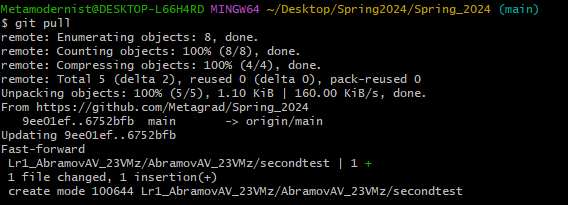 Metamodernist@DESKTOP-L66H4RD MINGW64 ~/Desktop/Spring2024/Spring_2024 (main)
$ git pull
remote: Enumerating objects: 8, done.
remote: Counting objects: 100% (8/8), done.
remote: Compressing objects: 100% (4/4), done.
remote: Total 5 (delta 2), reused 0 (delta 0), pack-reused 0
Unpacking objects: 100% (5/5), 1.10 KiB | 160.00 KiB/s, done.
From https://github.com/Metagrad/Spring_2024
9ee01ef..6752bfb main -> origin/main
Updating 9ee01ef..6752bfb
Fast-forward
Lr1_AbramovAV_23VMz/AbramovAV_23VMz/secondtest | 1 +
1 file changed, 1 insertion(+)
create mode 100644 Lr1_AbramovAV_23VMz/AbramovAV_23VMz/secondtest